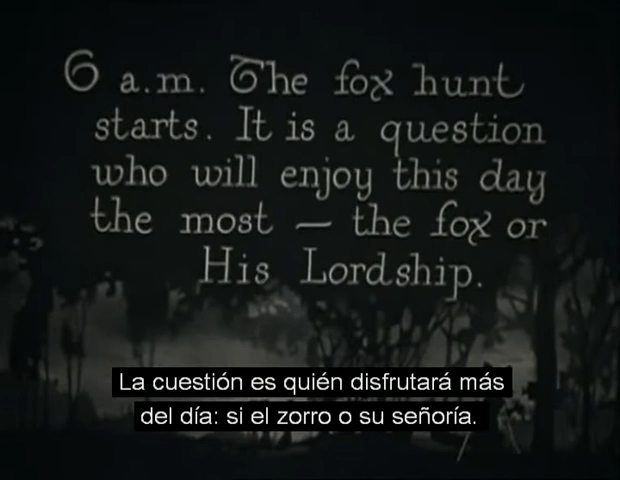 6 a.m. The fox hunt
starts. It is a question
who will enjoy this day
the most — the fox or
His Lordship.
La cuestión es quién disfrutará más
del día: si el zorro o su señoría.